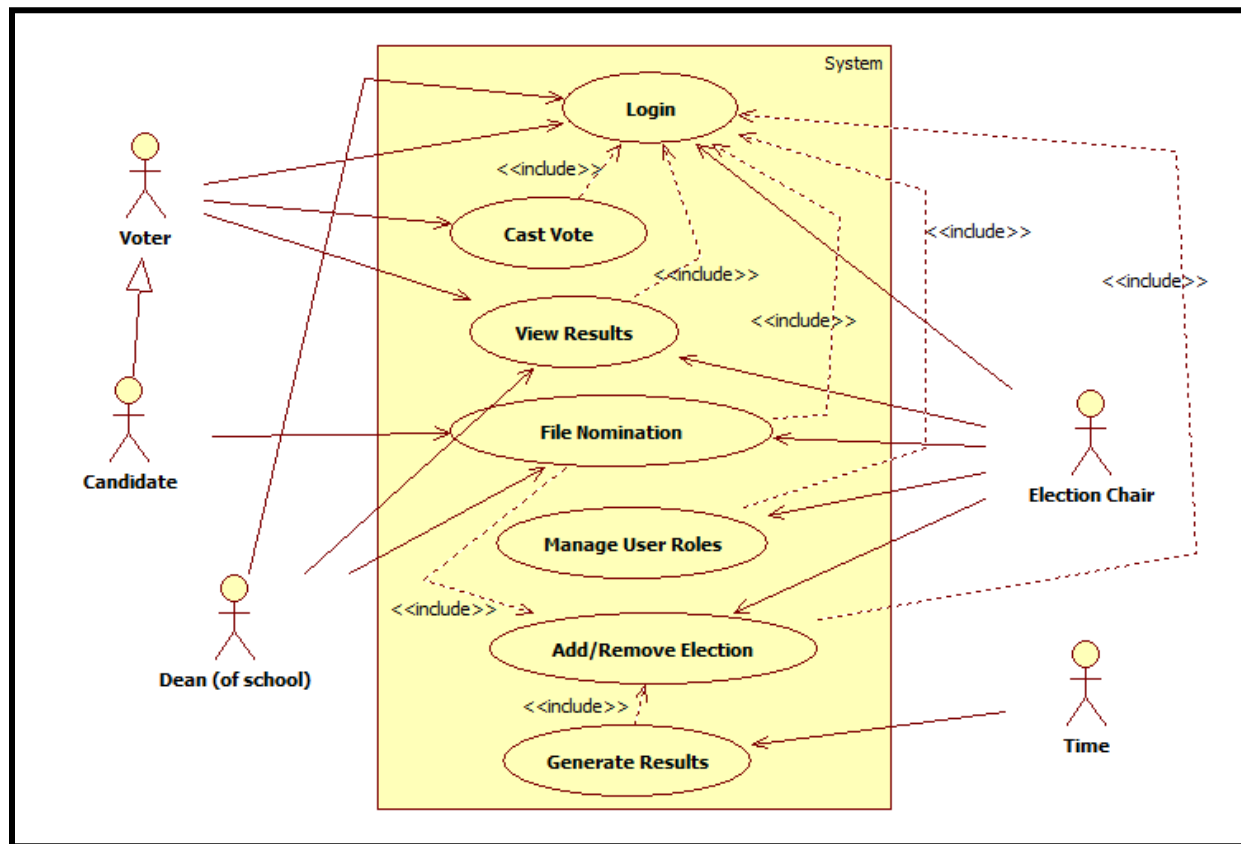 System
Login
<<include>>
Voter
Cast Vote
<<include>>
<<include>>
<<include>>
<<include>>
View Results
File Nomination
Candidate
Election Chair
Manage User Roles
<<include>>
Add/Remove Election
Dean (of school)
<<include>>
Time
Generate Results